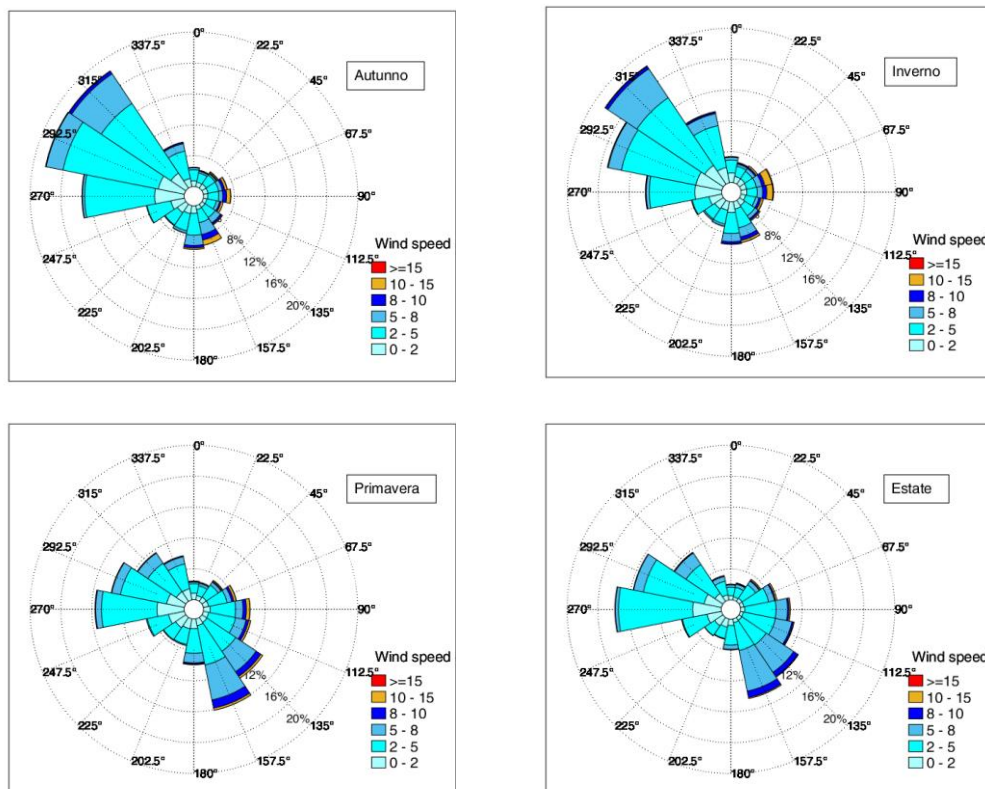 0°
337.5°
22.5°
Autunno
315°
45°
292.5°
67.5°
270°
90°
247.5°
112.5°
225°
135°
202.5°
157.5°
180°
8%
12%
16%
20%
Wind speed
>=15
10 - 15
8 - 10
5 - 8
2 - 5
0 - 2
0°
337.5°
22.5°
Inverno
315°
45°
292.5°
67.5°
270°
90°
247.5°
112.5°
225°
135°
202.5°
157.5°
180°
8%
12%
16%
20%
Wind speed
>=15
10 - 15
8 - 10
5 - 8
2 - 5
0 - 2
0°
337.5°
22.5°
Primavera
315°
45°
292.5°
67.5°
270°
90°
247.5°
112.5°
225°
135°
202.5°
157.5°
180°
12%
16%
20%
Wind speed
>=15
10 - 15
8 - 10
5 - 8
2 - 5
0 - 2
0°
337.5°
22.5°
Estate
315°
45°
292.5°
67.5°
270°
90°
247.5°
112.5°
225°
135°
202.5°
157.5°
180°
12%
16%
20%
Wind speed
>=15
10 - 15
8 - 10
5 - 8
2 - 5
0 - 2